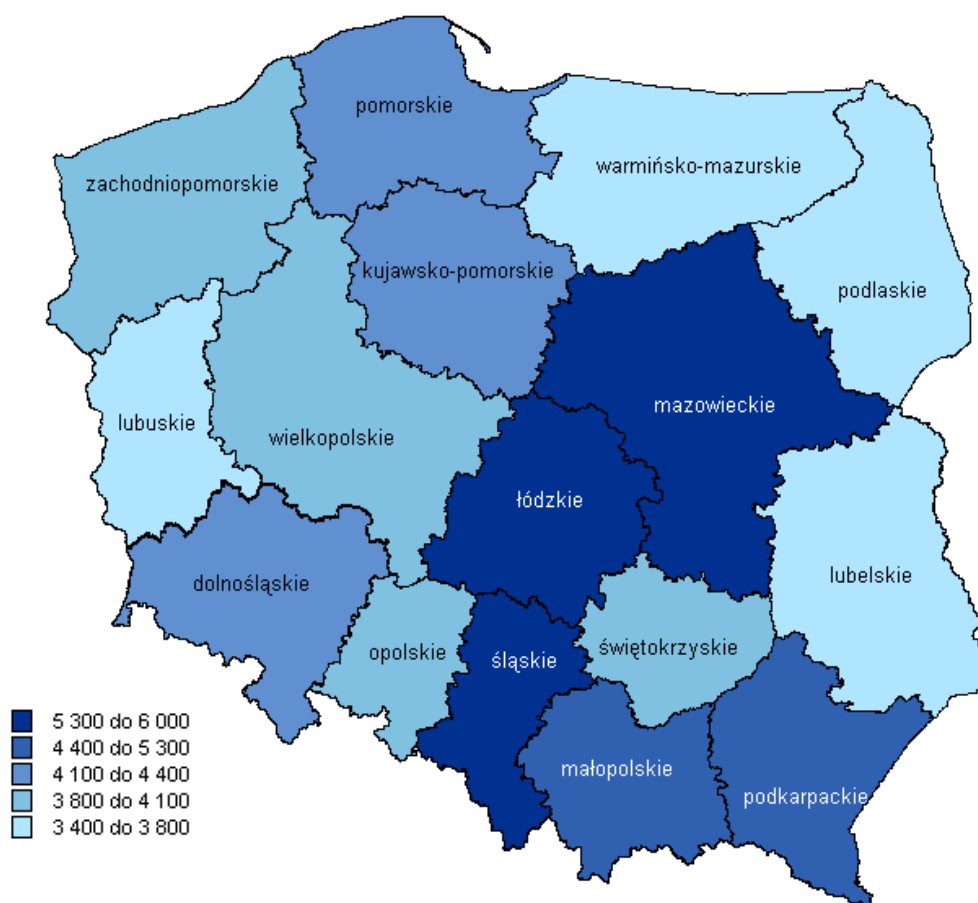 pomorskie
warmińsko-mazurskie
zachodniopomorskie
kujawsko-pomorskie
podlaskie
mazowieckie
lubuskie
wielkopolskie
łódzkie
lubelskie
dolnośląskie
opolskie
śląskie
świętokrzyskie
5 300 do 6 000
4 400 do 5 300
4 100 do 4 400
3 800 do 4 100
3 400 do 3 800
małopolskie
podkarpackie